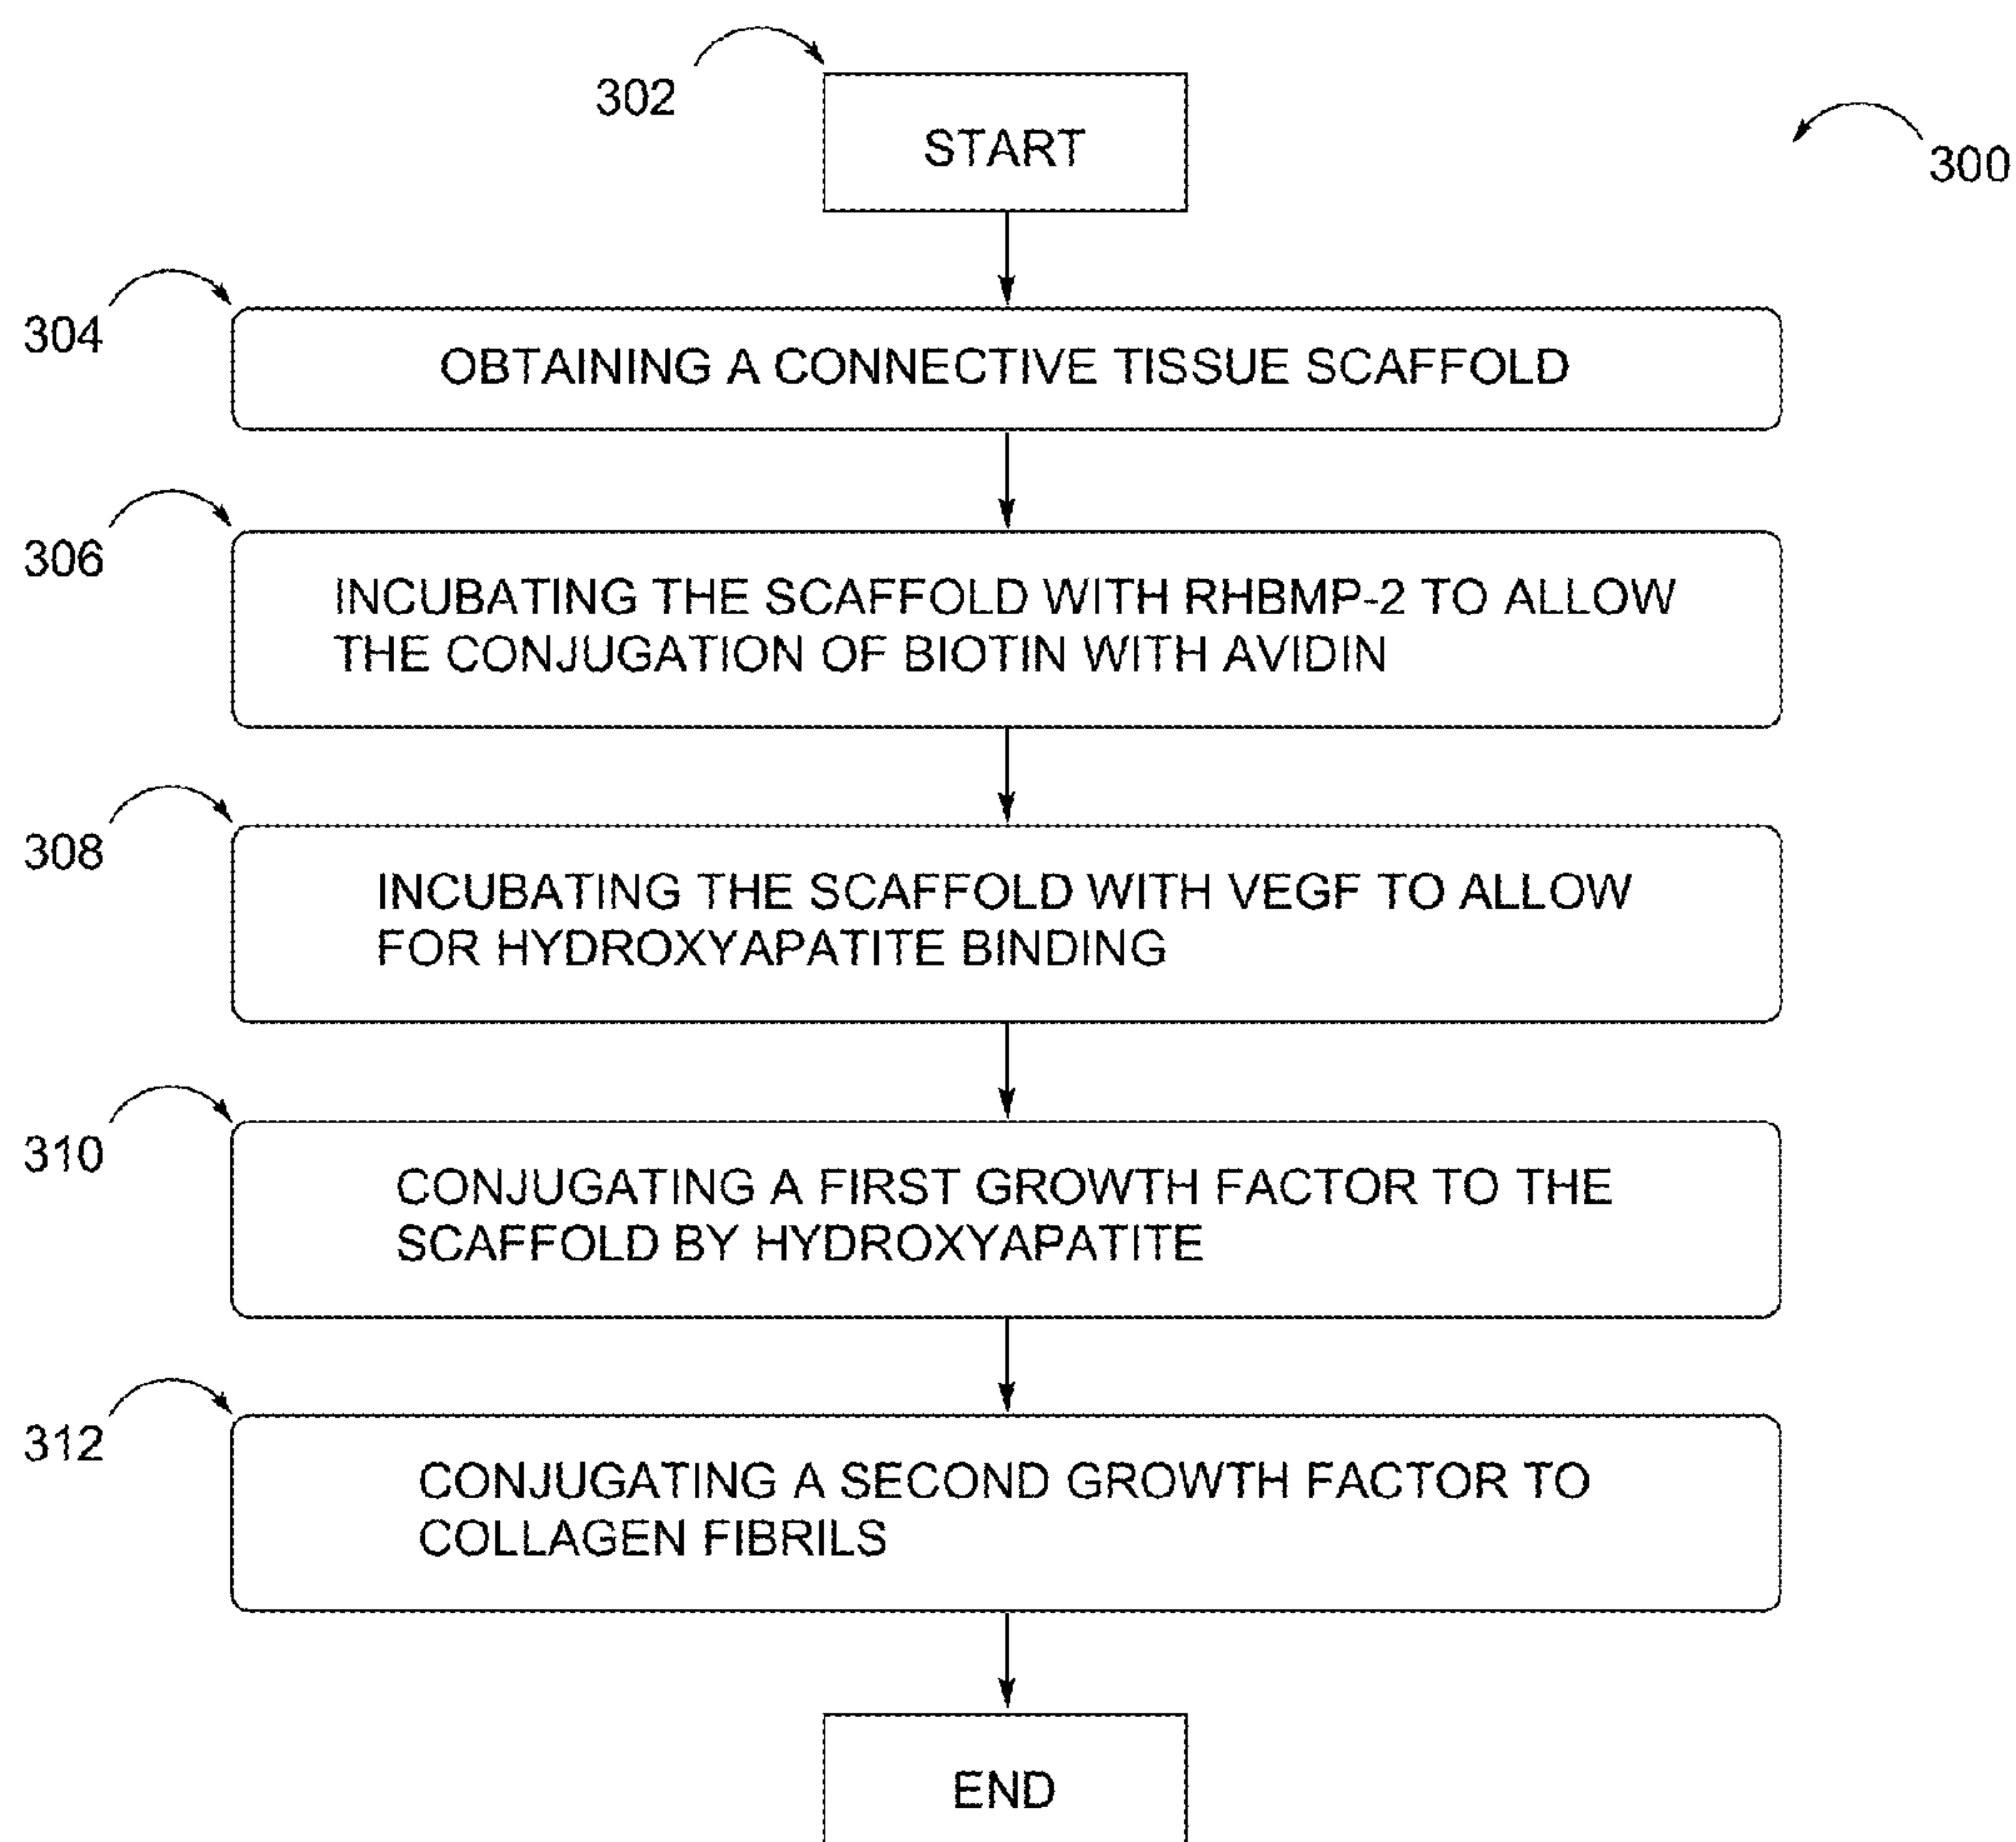 302
START
300
304
OBTAINING A CONNECTIVE TISSUE SCAFFOLD
306
INCUBATING THE SCAFFOLD WITH RHBMP-2 TO ALLOW
THE CONJUGATION OF BIOTIN WITH AVIDIN
308
INCUBATING THE SCAFFOLD WITH VEGF TO ALLOW
FOR HYDROXYAPATITE BINDING
310
CONJUGATING A FIRST GROWTH FACTOR TO THE
SCAFFOLD BY HYDROXYAPATITE
312
CONJUGATING A SECOND GROWTH FACTOR TO
COLLAGEN FIBRILS
END